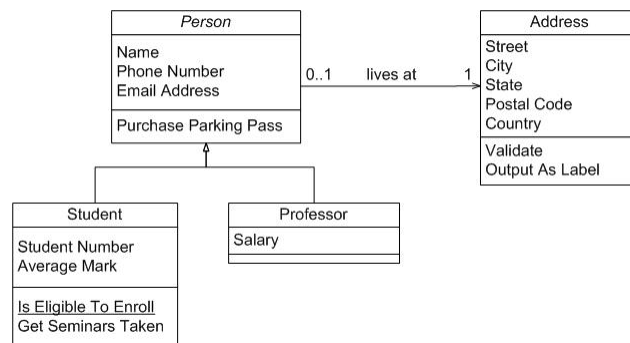 Person
Name
Phone Number
Email Address
Purchase Parking Pass
0..1 lives at 1
Address
Street
City
State
Postal Code
Country
Validate
Output As Label
Student
Student Number
Average Mark
Is Eligible To Enroll
Get Seminars Taken
Professor
Salary